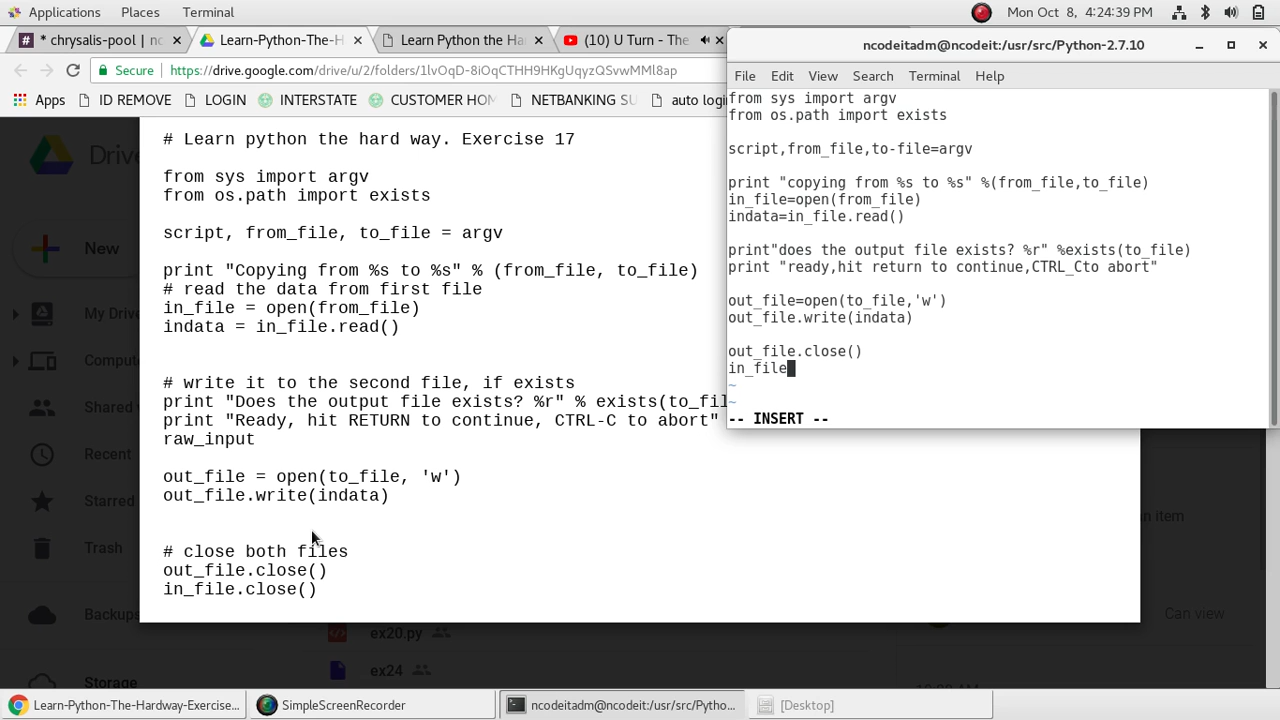 Applications Places Terminal Mon Oct 8, 4:24:39 PM
* chrysalis-pool | nc Learn-Python-The-H Learn Python the Ha (10) U Turn - The
Secure https://drive.google.com/drive/u/2/folders/1lvOqD-8iOqCTHH9HKgUqyzQSvwMMl8ap
Apps ID REMOVE LOGIN INTERSTATE CUSTOMER HOM NETBANKING SU auto login
Drive
New
My Drive
Compute
Shared w
Recent
Starred
Trash
Backups
Storage
# Learn python the hard way. Exercise 17
from sys import argv
from os.path import exists
script, from_file, to_file = argv
print "Copying from %s to %s" % (from_file, to_file)
# read the data from first file
in_file = open(from_file)
indata = in_file.read()
# write it to the second file, if exists
print "Does the output file exists? %r" % exists(to_fil
print "Ready, hit RETURN to continue, CTRL-C to abort"
raw_input
out_file = open(to_file, 'w')
out_file.write(indata)
# close both files
out_file.close()
in_file.close()
ex20.py
ex24
ncodeitadm@ncodeit:/usr/src/Python-2.7.10
File Edit View Search Terminal Help
from sys import argv
from os.path import exists
script,from_file,to-file=argv
print "copying from %s to %s" %(from_file,to_file)
in_file=open(from_file)
indata=in_file.read()
print"does the output file exists? %r" %exists(to_file)
print "ready,hit return to continue,CTRL_Cto abort"
out_file=open(to_file,'w')
out_file.write(indata)
out_file.close()
in_file
~
~
-- INSERT --
an item
Can view
Learn-Python-The-Hardway-Exercise... SimpleScreenRecorder ncodeitadm@ncodeit:/usr/src/Pytho... [Desktop]